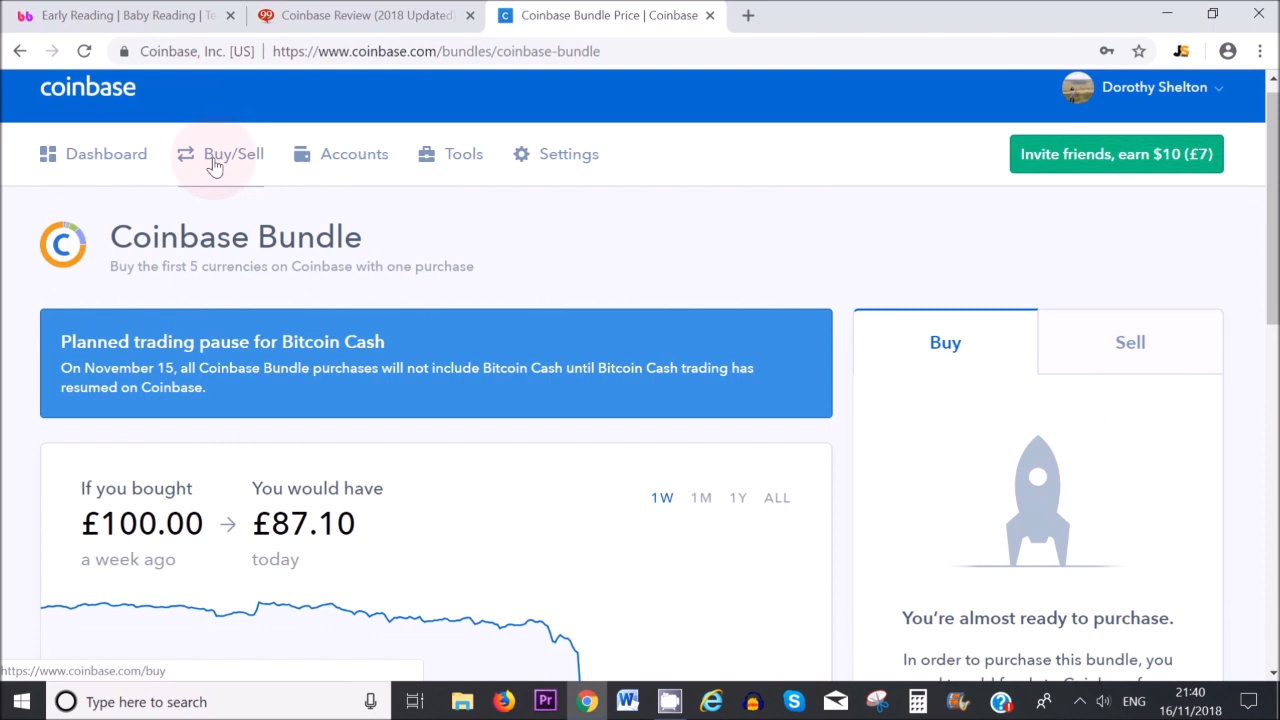 Early Reading | Baby Reading |
Coinbase Review (2018 Updated)
Coinbase Bundle Price | Coinbase
Coinbase, Inc. [US] | https://www.coinbase.com/bundles/coinbase-bundle
coinbase
Dorothy Shelton
Dashboard
Buy/Sell
Accounts
Tools
Settings
Invite friends, earn $10 (£7)
Coinbase Bundle
Buy the first 5 currencies on Coinbase with one purchase
Planned trading pause for Bitcoin Cash
On November 15, all Coinbase Bundle purchases will not include Bitcoin Cash until Bitcoin Cash trading has
resumed on Coinbase.
Buy
Sell
If you bought
You would have
1W 1M 1Y ALL
£100.00
£87.10
a week ago
today
You're almost ready to purchase.
In order to purchase this bundle, you
https://www.coinbase.com/buy
Type here to search
ENG
21:40
16/11/2018